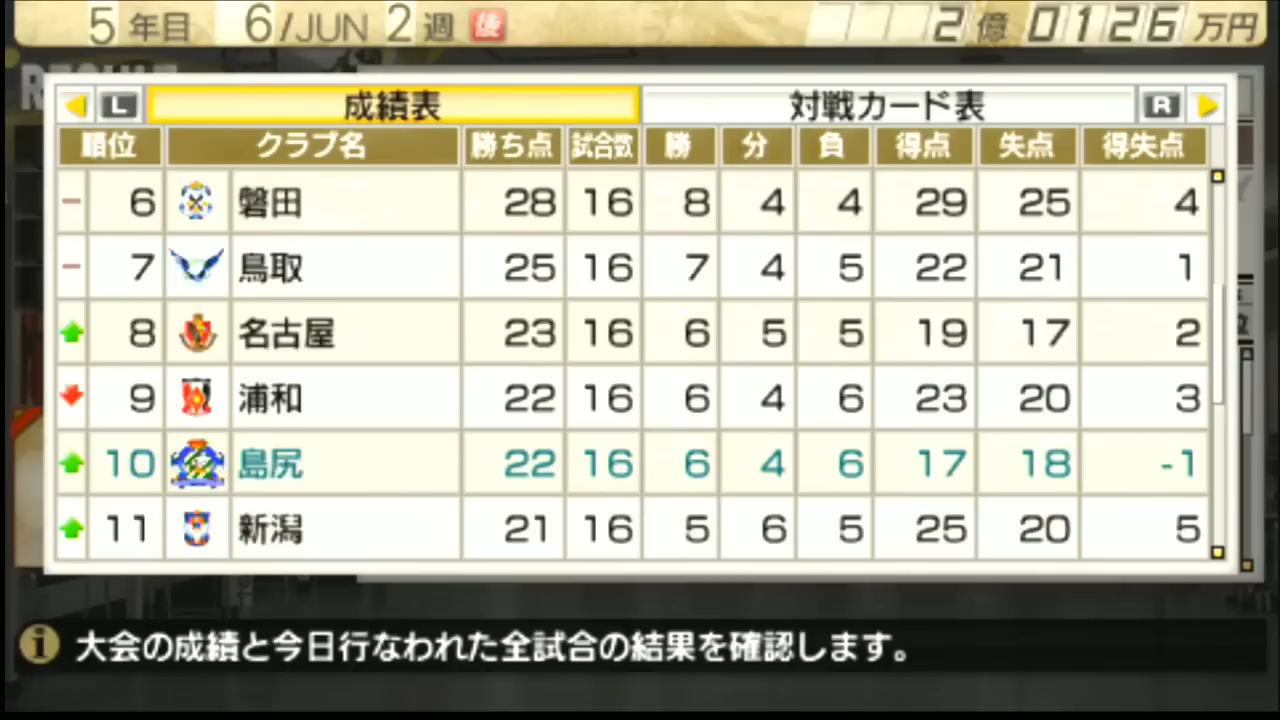 5年目 6/JUN 2週 後 2億0126万円
L 成績表 対戦カード表 R
順位 クラブ名 勝ち点 試合数 勝 分 負 得点 失点 得失点
6 磐田 28 16 8 4 4 29 25 4
7 鳥取 25 16 7 4 5 22 21 1
8 名古屋 23 16 6 5 5 19 17 2
9 浦和 22 16 6 4 6 23 20 3
10 島尻 22 16 6 4 6 17 18 -1
11 新潟 21 16 5 6 5 25 20 5
大会の成績と今日行なわれた全試合の結果を確認します。